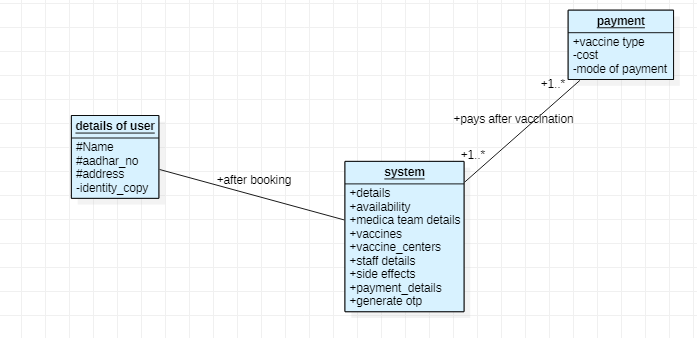 payment
+vaccine type
-cost
-mode of payment
+1..*
+pays after vaccination
+1..*
details of user
#Name
#aadhar_no
#address
-identity_copy
+after booking
system
+details
+availability
+medica team details
+vaccines
+vaccine_centers
+staff details
+side effects
+payment_details
+generate otp